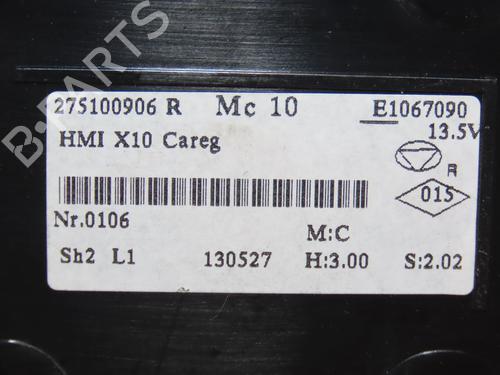 B-PARTS
275100906 R Mc 10 E1067090
13.5V
HMI X10 Careg
R
015
Nr.0106
M:C
Sh2 L1 130527 H:3.00 S:2.02